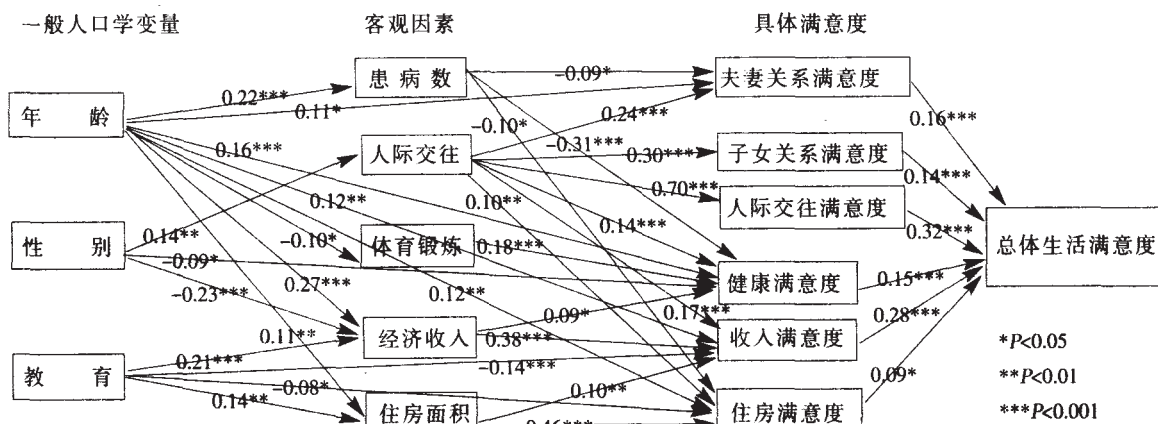 一般人口学变量 客观因素 具体满意度
患病数 -0.09* 夫妻关系满意度
0.22*** 0.11*
年龄 -0.10* 0.24*** 0.16***
0.16*** 人际交往 -0.31*** 0.30*** 子女关系满意度
0.14***
0.70***
0.12** 0.10** 人际交往满意度
0.14*** 0.32***
性别 0.14** -0.10* 体育锻炼 0.18*** 总体生活满意度
-0.09* 健康满意度 0.15***
-0.23*** 0.27*** 0.12** 0.09* 0.17*** 0.28***
0.11** 经济收入 0.38*** 收入满意度 *P<0.05
0.21*** -0.14***
教育 -0.08* 0.10** 0.09* **P<0.01
0.14** 住房面积 住房满意度 ***P<0.001
0.46***